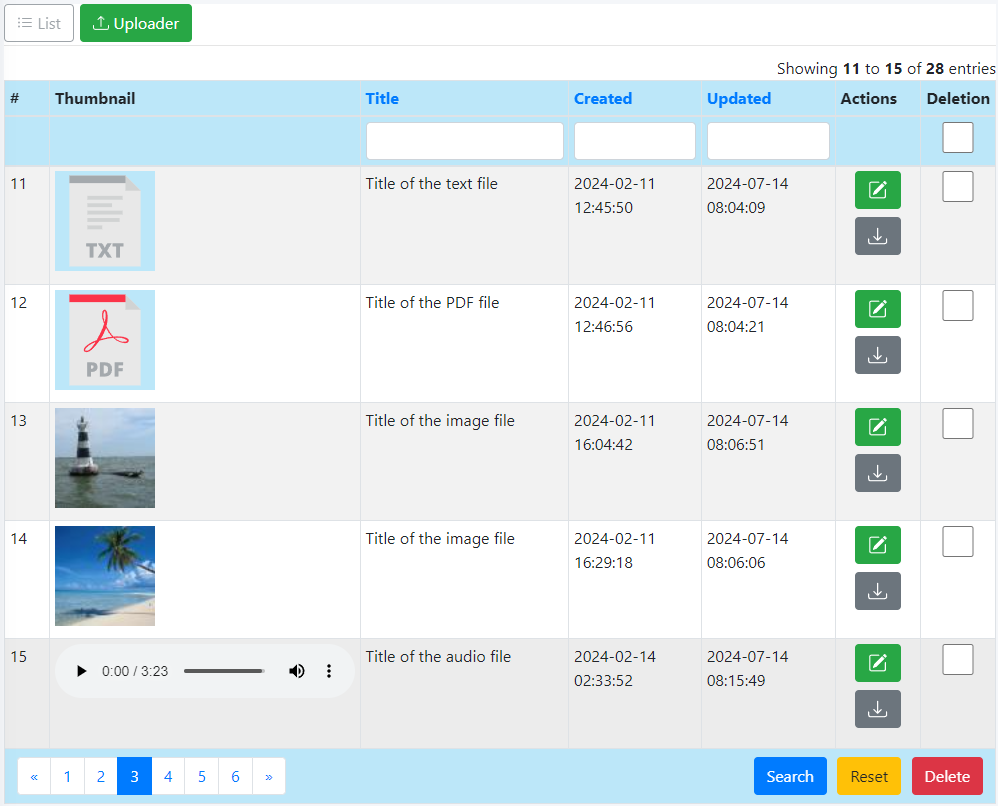 List Uploader
Showing 11 to 15 of 28 entries
# Thumbnail Title Created Updated Actions Deletion
11 TXT Title of the text file 2024-02-11 12:45:50 2024-07-14 08:04:09
12 PDF Title of the PDF file 2024-02-11 12:46:56 2024-07-14 08:04:21
13 Title of the image file 2024-02-11 16:04:42 2024-07-14 08:06:51
14 Title of the image file 2024-02-11 16:29:18 2024-07-14 08:06:06
15 0:00 / 3:23 Title of the audio file 2024-02-14 02:33:52 2024-07-14 08:15:49
« 1 2 3 4 5 6 » Search Reset Delete